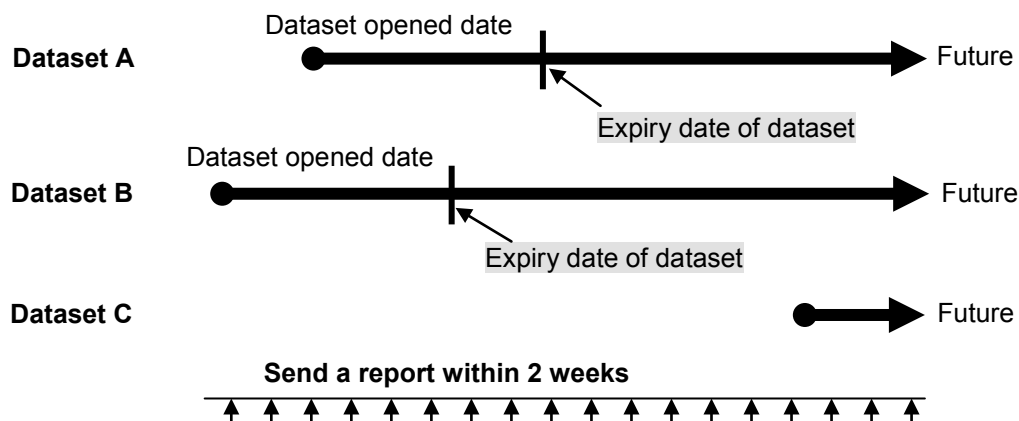 Dataset opened date
Dataset A
Future
Expiry date of dataset
Dataset opened date
Dataset B
Future
Expiry date of dataset
Dataset C
Future
Send a report within 2 weeks